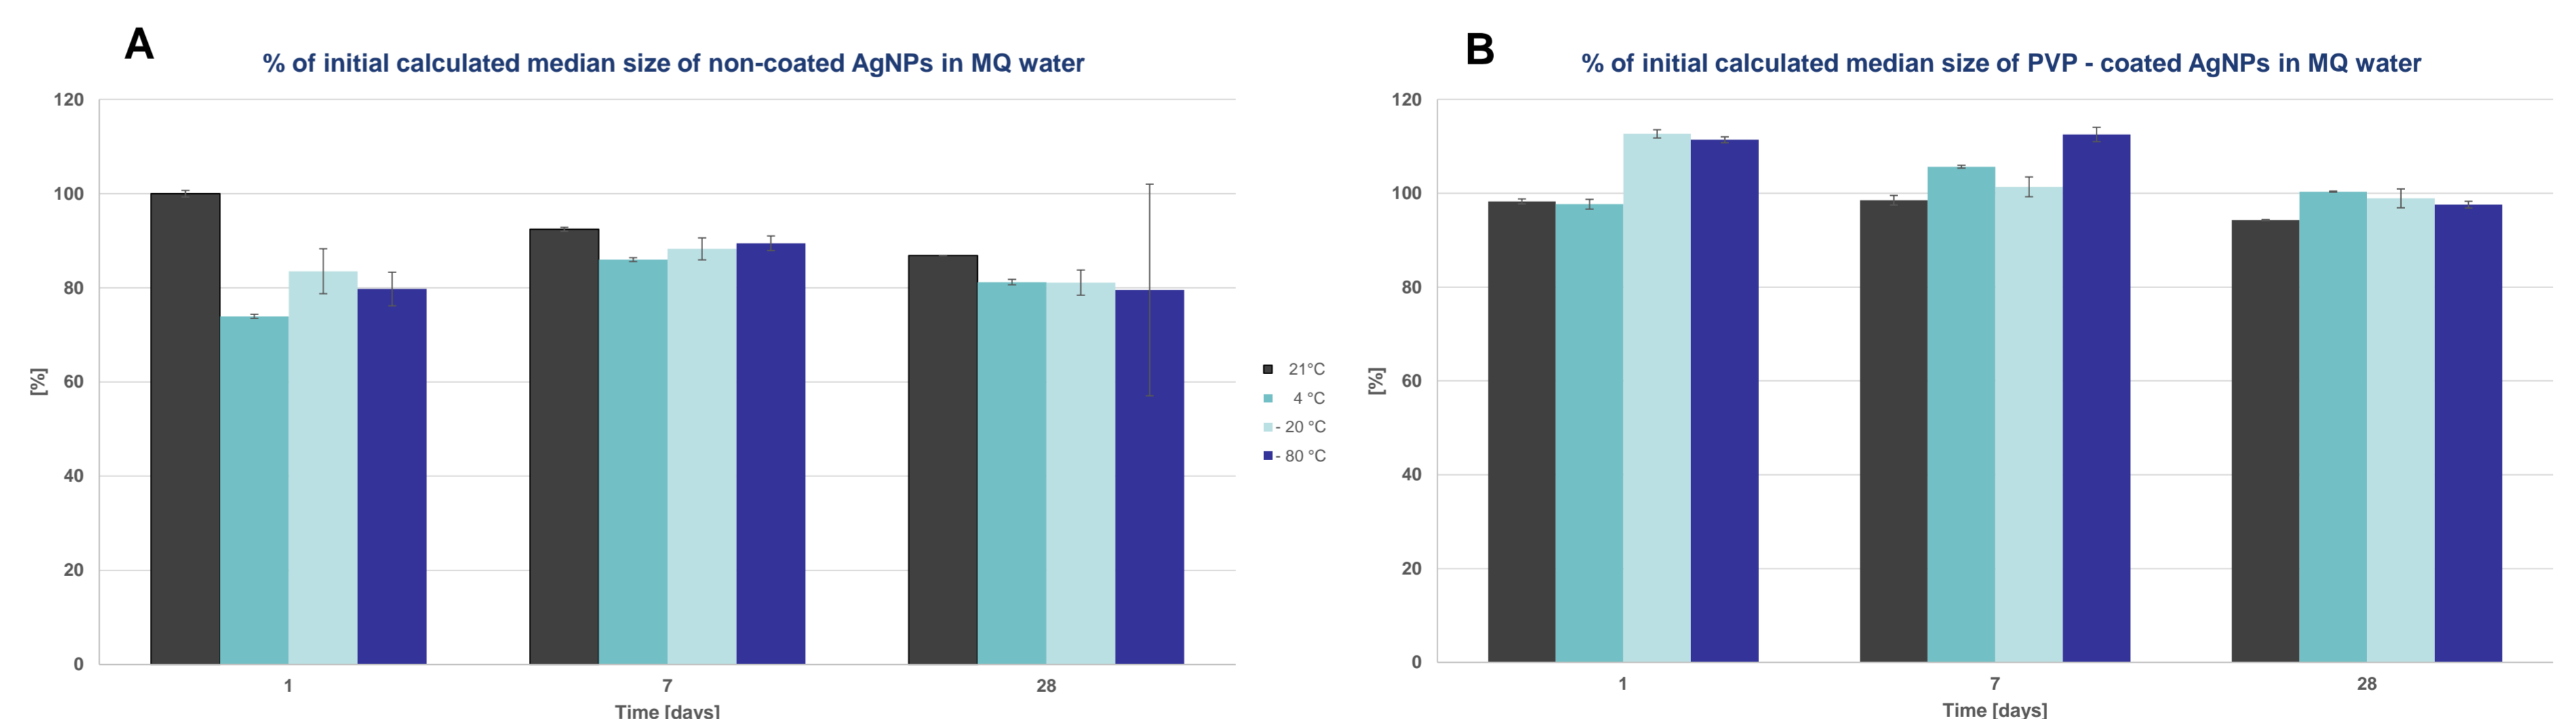 A
% of initial calculated median size of non-coated AgNPs in MQ water
120
100
80
60
40
20
0
[%]
1 7 28
Time [days]
21°C
4 °C
- 20 °C
- 80 °C
B
% of initial calculated median size of PVP - coated AgNPs in MQ water
120
100
80
60
40
20
0
[%]
1 7 28
Time [days]